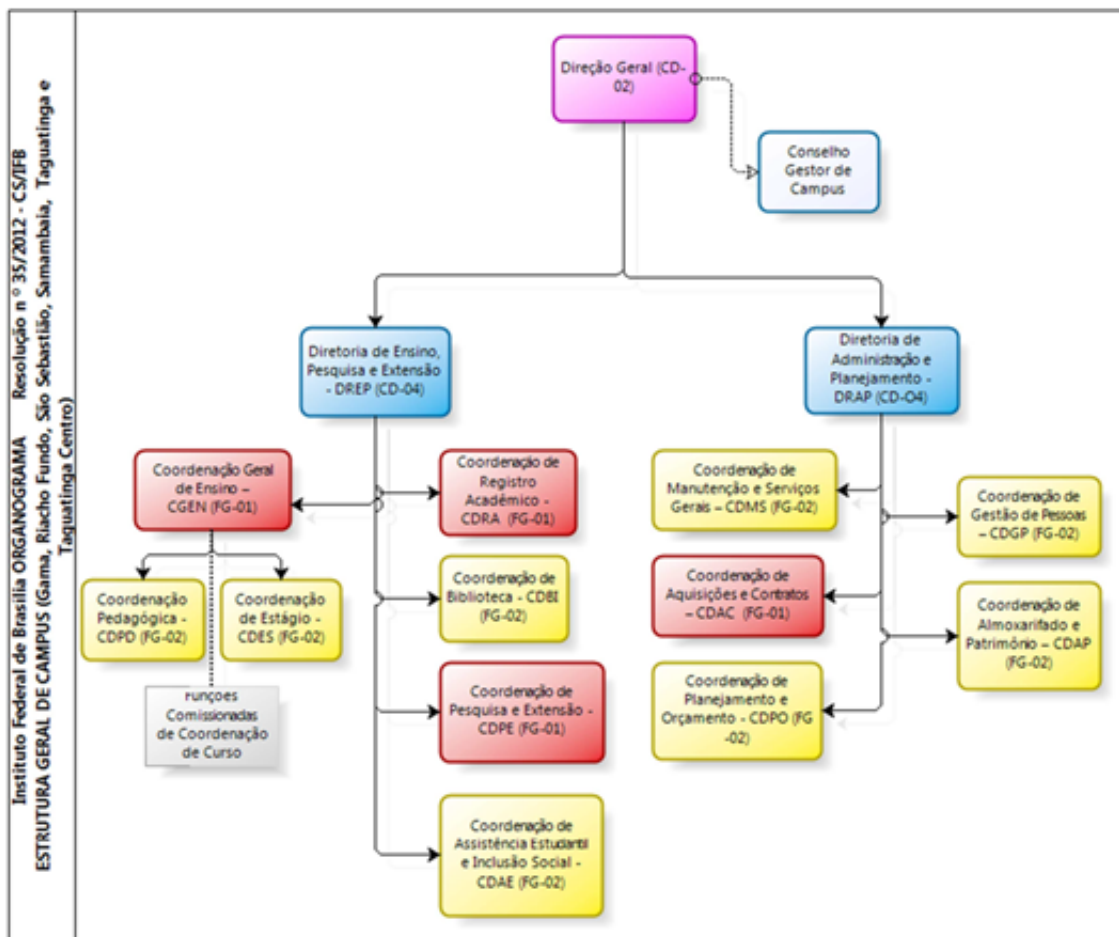 Instituto Federal de Brasília ORGANOGRAMA Resolução n º 35/2012 - CS/IFB
ESTRUTURA GERAL DE CAMPUS (Gama, Riacho Fundo, São Sebastião, Samambaia, Taguatinga e
Taguatinga Centro)
Direção Geral (CD-
02)
Conselho
Gestor de
Campus
Diretoria de Ensino,
Pesquisa e Extensão
- DREP (CD-04)
Diretoria de
Administração e
Planejamento -
DRAP (CD-O4)
Coordenação Geral
de Ensino –
CGEN (FG-01)
Coordenação de
Registro
Acadêmico -
CDRA (FG-01)
Coordenação de
Manutenção e Serviços
Gerais – CDMS (FG-02)
Coordenação de
Gestão de Pessoas
– CDGP (FG-02)
Coordenação
Pedagógica -
CDPD (FG-02)
Coordenação
de Estágio -
CDES (FG-02)
Coordenação de
Biblioteca - CDBI
(FG-02)
Coordenação de
Aquisições e Contratos
– CDAC (FG-01)
Coordenação de
Almoxarifado e
Patrimônio – CDAP
(FG-02)
Funções
Comissionadas
de Coordenação
de Curso
Coordenação de
Pesquisa e Extensão -
CDPE (FG-01)
Coordenação de
Planejamento e
Orçamento - CDPO (FG
-02)
Coordenação de
Assistência Estudantil
e Inclusão Social -
CDAE (FG-02)